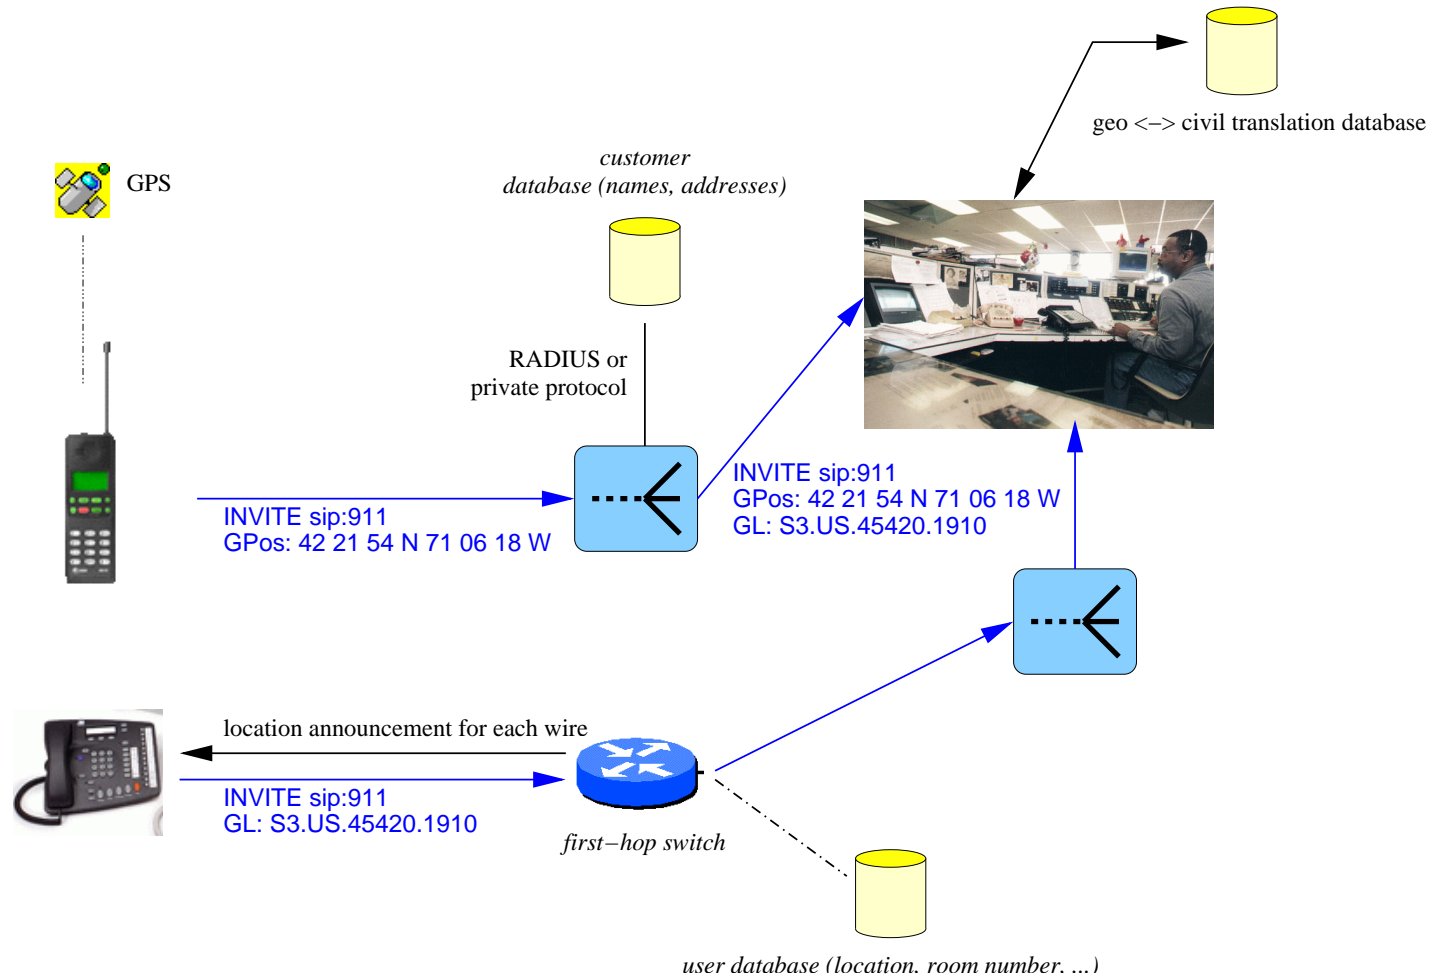 geo <−> civil translation database
customer
database (names, addresses)
GPS
RADIUS or
private protocol
INVITE sip:911
GPos: 42 21 54 N 71 06 18 W
GL: S3.US.45420.1910
INVITE sip:911
GPos: 42 21 54 N 71 06 18 W
location announcement for each wire
INVITE sip:911
GL: S3.US.45420.1910
first−hop switch
user database (location, room number, ...)